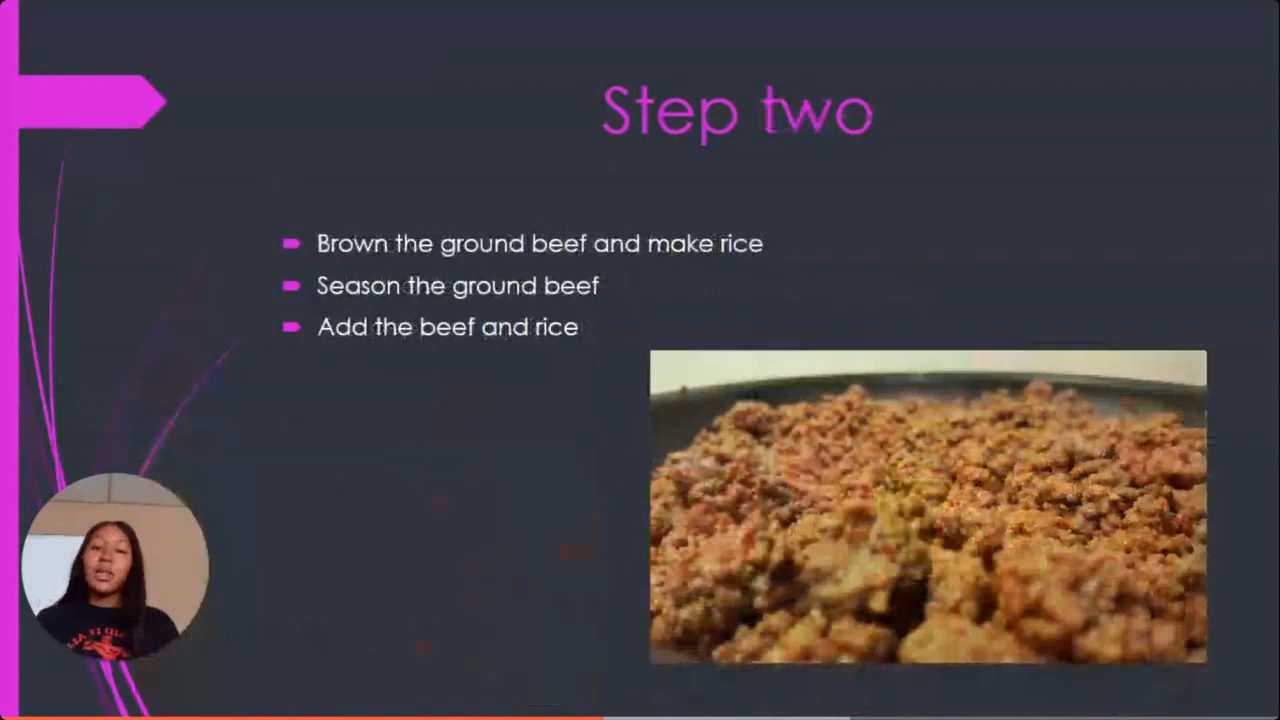 Step two
Brown the ground beef and make rice
Season the ground beef
Add the beef and rice